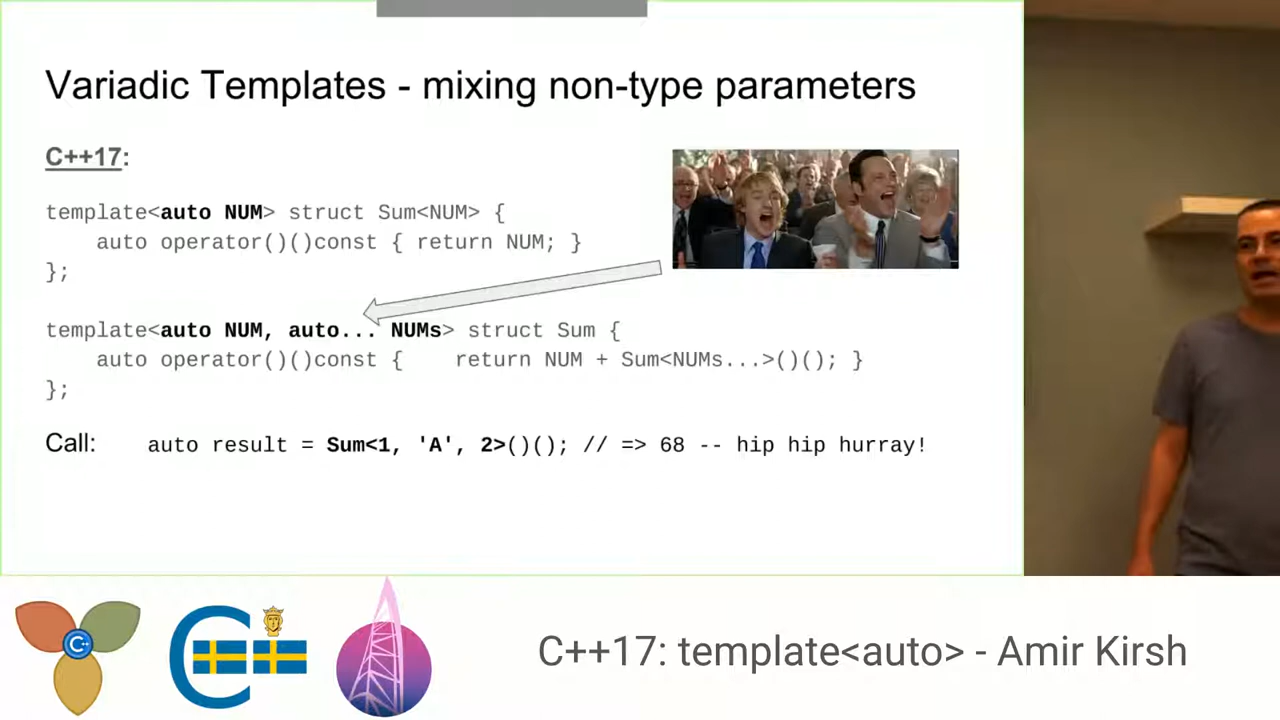 Variadic Templates - mixing non-type parameters
C++17:
template<auto NUM> struct Sum<NUM> {
    auto operator()()const { return NUM; }
};
template<auto NUM, auto... NUMs> struct Sum {
    auto operator()()const {    return NUM + Sum<NUMs...>()(); }
};
Call:    auto result = Sum<1, 'A', 2>()(); // => 68 -- hip hip hurray!
C++
C++17: template<auto> - Amir Kirsh